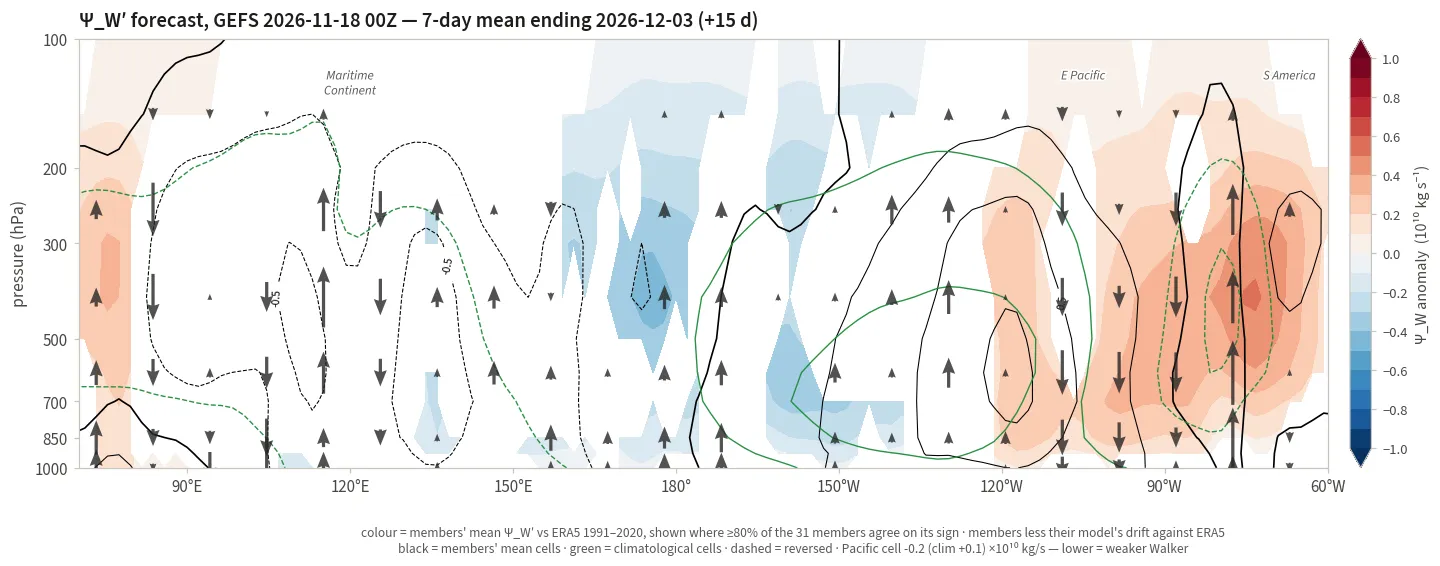 Ψ_W′ forecast, GEFS 2026-11-18 00Z — 7-day mean ending 2026-12-03 (+15 d)
100
200
300
500
700
850
1000
pressure (hPa)
Maritime
Continent
E Pacific
S America
-0.5
-0.5
90°E
120°E
150°E
180°
150°W
120°W
90°W
60°W
1.0
0.8
0.6
0.4
0.2
0.0
−0.2
−0.4
−0.6
−0.8
−1.0
Ψ_W anomaly (10¹⁰ kg s⁻¹)
colour = members' mean Ψ_W′ vs ERA5 1991–2020, shown where ≥80% of the 31 members agree on its sign · members less their model's drift against ERA5
black = members' mean cells · green = climatological cells · dashed = reversed · Pacific cell -0.2 (clim +0.1) ×10¹⁰ kg/s — lower = weaker Walker